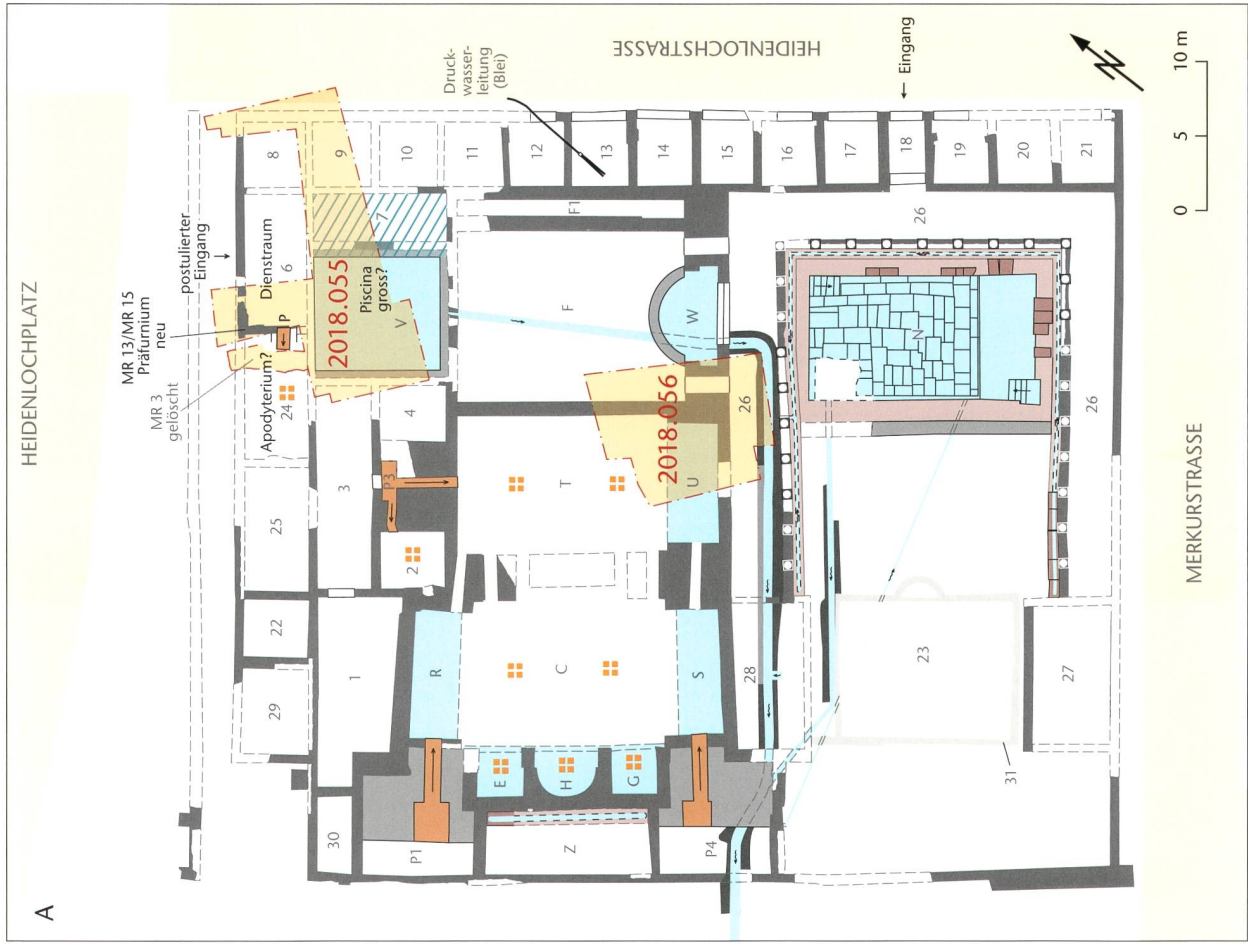 A
HEIDENLOCHPLATZ
HEIDENLOCHSTRASSE
MERKURSTRASSE
postulierter
Eingang
MR 13/MR 15
Präfurnium
neu
MR 3
gelöscht
Druck-
wasser-
leitung
(Blei)
Eingang
N
0
5
10 m
Dienstraum
6
P
Apodyterium?
24
2018.055
Piscina
gross?
V
7
8
9
10
11
12
13
14
15
16
17
18
19
20
21
25
22
29
3
4
P3
2
1
30
F1
F
W
T
U
2018.056
26
26
26
N
R
C
S
28
E
H
G
P1
Z
P4
23
27
31